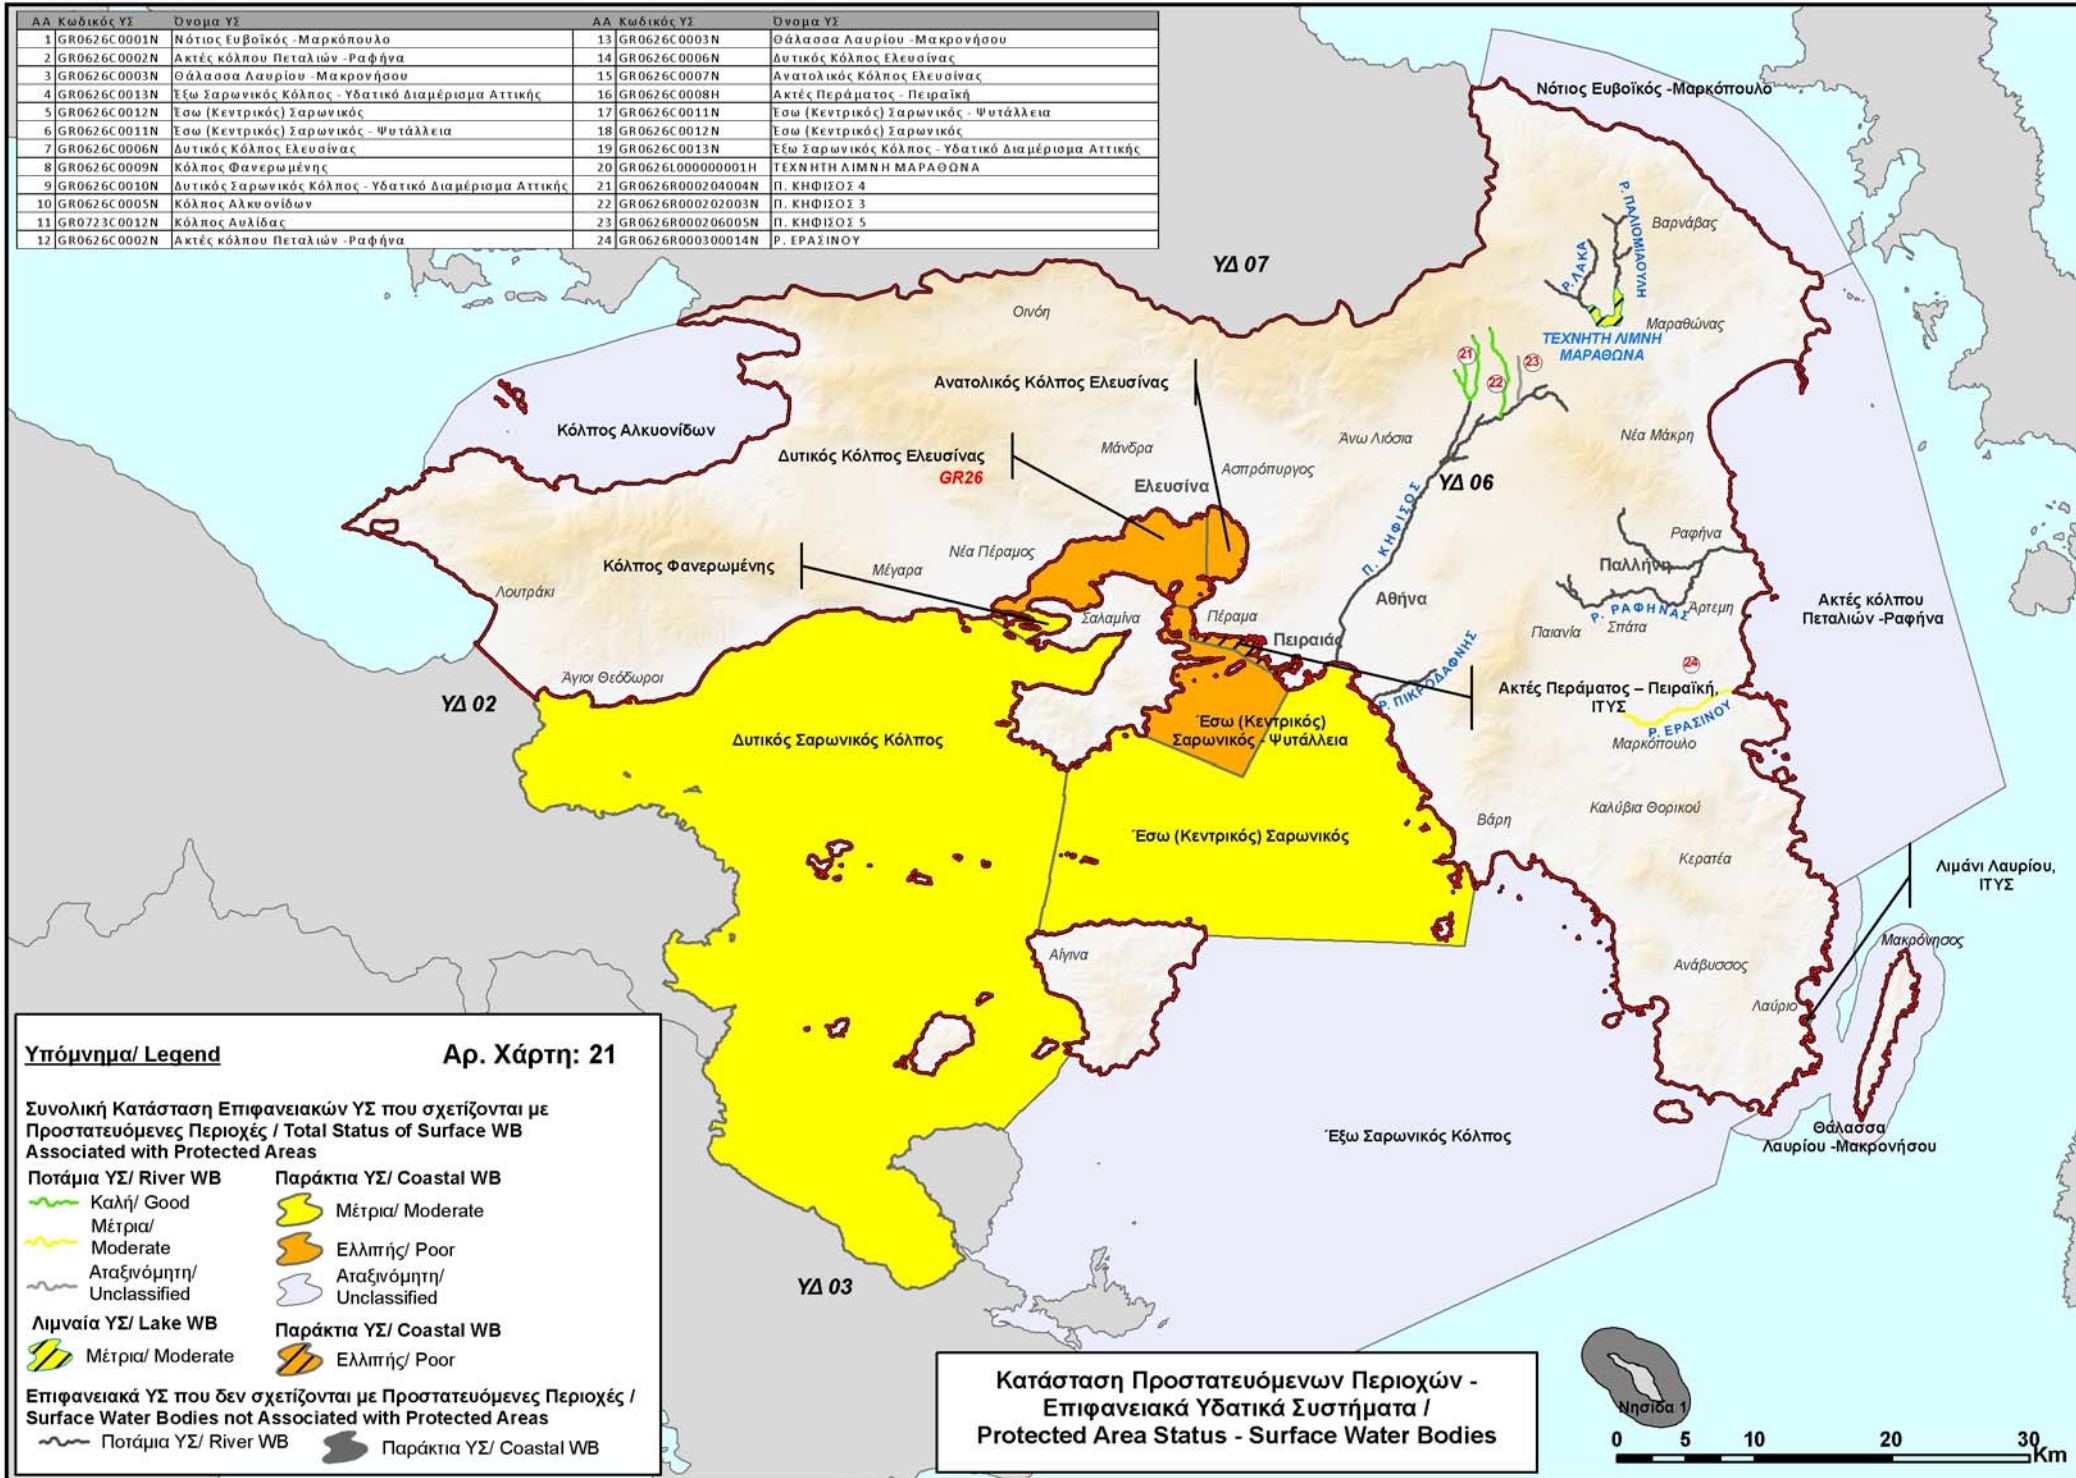 ΑΑ Κωδικός ΥΣ Όνομα ΥΣ ΑΑ Κωδικός ΥΣ Όνομα ΥΣ
1 GR0626C0001N Νότιος Ευβοϊκός -Μαρκόπουλο 13 GR0626C0003N Θάλασσα Λαυρίου -Μακρονήσου
2 GR0626C0002N Ακτές κόλπου Πεταλιών -Ραφήνα 14 GR0626C0006N Δυτικός Κόλπος Ελευσίνας
3 GR0626C0003N Θάλασσα Λαυρίου -Μακρονήσου 15 GR0626C0007N Ανατολικός Κόλπος Ελευσίνας
4 GR0626C0013N Έξω Σαρωνικός Κόλπος - Υδατικό Διαμέρισμα Αττικής 16 GR0626C0008H Ακτές Περάματος - Πειραϊκή
5 GR0626C0012N Έσω (Κεντρικός) Σαρωνικός 17 GR0626C0011N Έσω (Κεντρικός) Σαρωνικός - Ψυτάλλεια
6 GR0626C0011N Έσω (Κεντρικός) Σαρωνικός - Ψυτάλλεια 18 GR0626C0012N Έσω (Κεντρικός) Σαρωνικός
7 GR0626C0006N Δυτικός Κόλπος Ελευσίνας 19 GR0626C0013N Έξω Σαρωνικός Κόλπος - Υδατικό Διαμέρισμα Αττικής
8 GR0626C0009N Κόλπος Φανερωμένης 20 GR0626L000000001H ΤΕΧΝΗΤΗ ΛΙΜΝΗ ΜΑΡΑΘΩΝΑ
9 GR0626C0010N Δυτικός Σαρωνικός Κόλπος - Υδατικό Διαμέρισμα Αττικής 21 GR0626R000204004N Π. ΚΗΦΙΣΟΣ 4
10 GR0626C0005N Κόλπος Αλκυονίδων 22 GR0626R000202003N Π. ΚΗΦΙΣΟΣ 3
11 GR0723C0012N Κόλπος Αυλίδας 23 GR0626R000206005N Π. ΚΗΦΙΣΟΣ 5
12 GR0626C0002N Ακτές κόλπου Πεταλιών -Ραφήνα 24 GR0626R000300014N Ρ. ΕΡΑΣΙΝΟΥ
Νότιος Ευβοϊκός -Μαρκόπουλο
Βαρνάβας
Ρ. ΠΑΛΙΟΜΙΑΟΥΛΗ
Ρ. ΛΑΚΑ
ΥΔ 07
Οινόη
Μαραθώνας
ΤΕΧΝΗΤΗ ΛΙΜΝΗ
ΜΑΡΑΘΩΝΑ
21
22
23
Ανατολικός Κόλπος Ελευσίνας
Κόλπος Αλκυονίδων
Δυτικός Κόλπος Ελευσίνας
GR26
Μάνδρα
Άνω Λιόσια
Νέα Μάκρη
Ασπρόπυργος
Ελευσίνα
ΥΔ 06
Π. ΚΗΦΙΣΟΣ
Ραφήνα
Νέα Πέραμος
Κόλπος Φανερωμένης
Μέγαρα
Παλλήνη
Λουτράκι
Αθήνα
Ακτές κόλπου
Πεταλιών -Ραφήνα
Σαλαμίνα
Πέραμα
Ρ. ΡΑΦΗΝΑΣ
Άρτεμη
Σπάτα
Παιανία
Πειραιάς
Ρ. ΠΙΚΡΟΔΑΦΝΗΣ
24
Άγιοι Θεόδωροι
Ακτές Περάματος – Πειραϊκή,
ΙΤΥΣ
ΥΔ 02
Ρ. ΕΡΑΣΙΝΟΥ
Έσω (Κεντρικός)
Σαρωνικός - Ψυτάλλεια
Δυτικός Σαρωνικός Κόλπος
Μαρκόπουλο
Καλύβια Θορικού
Βάρη
Έσω (Κεντρικός) Σαρωνικός
Κερατέα
Λιμάνι Λαυρίου,
ΙΤΥΣ
Μακρόνησος
Αίγινα
Ανάβυσσος
Λαύριο
Θάλασσα
Λαυρίου -Μακρονήσου
Έξω Σαρωνικός Κόλπος
ΥΔ 03
Υπόμνημα/ Legend
Αρ. Χάρτη: 21
Συνολική Κατάσταση Επιφανειακών ΥΣ που σχετίζονται με
Προστατευόμενες Περιοχές / Total Status of Surface WB
Associated with Protected Areas
Ποτάμια ΥΣ/ River WB
Καλή/ Good
Μέτρια/
Moderate
Αταξινόμητη/
Unclassified
Λιμναία ΥΣ/ Lake WB
Μέτρια/ Moderate
Παράκτια ΥΣ/ Coastal WB
Μέτρια/ Moderate
Ελλιπής/ Poor
Αταξινόμητη/
Unclassified
Παράκτια ΥΣ/ Coastal WB
Ελλιπής/ Poor
Επιφανειακά ΥΣ που δεν σχετίζονται με Προστατευόμενες Περιοχές /
Surface Water Bodies not Associated with Protected Areas
Ποτάμια ΥΣ/ River WB
Παράκτια ΥΣ/ Coastal WB
Κατάσταση Προστατευόμενων Περιοχών -
Επιφανειακά Υδατικά Συστήματα /
Protected Area Status - Surface Water Bodies
Νησίδα 1
0 5 10 20 30
Km